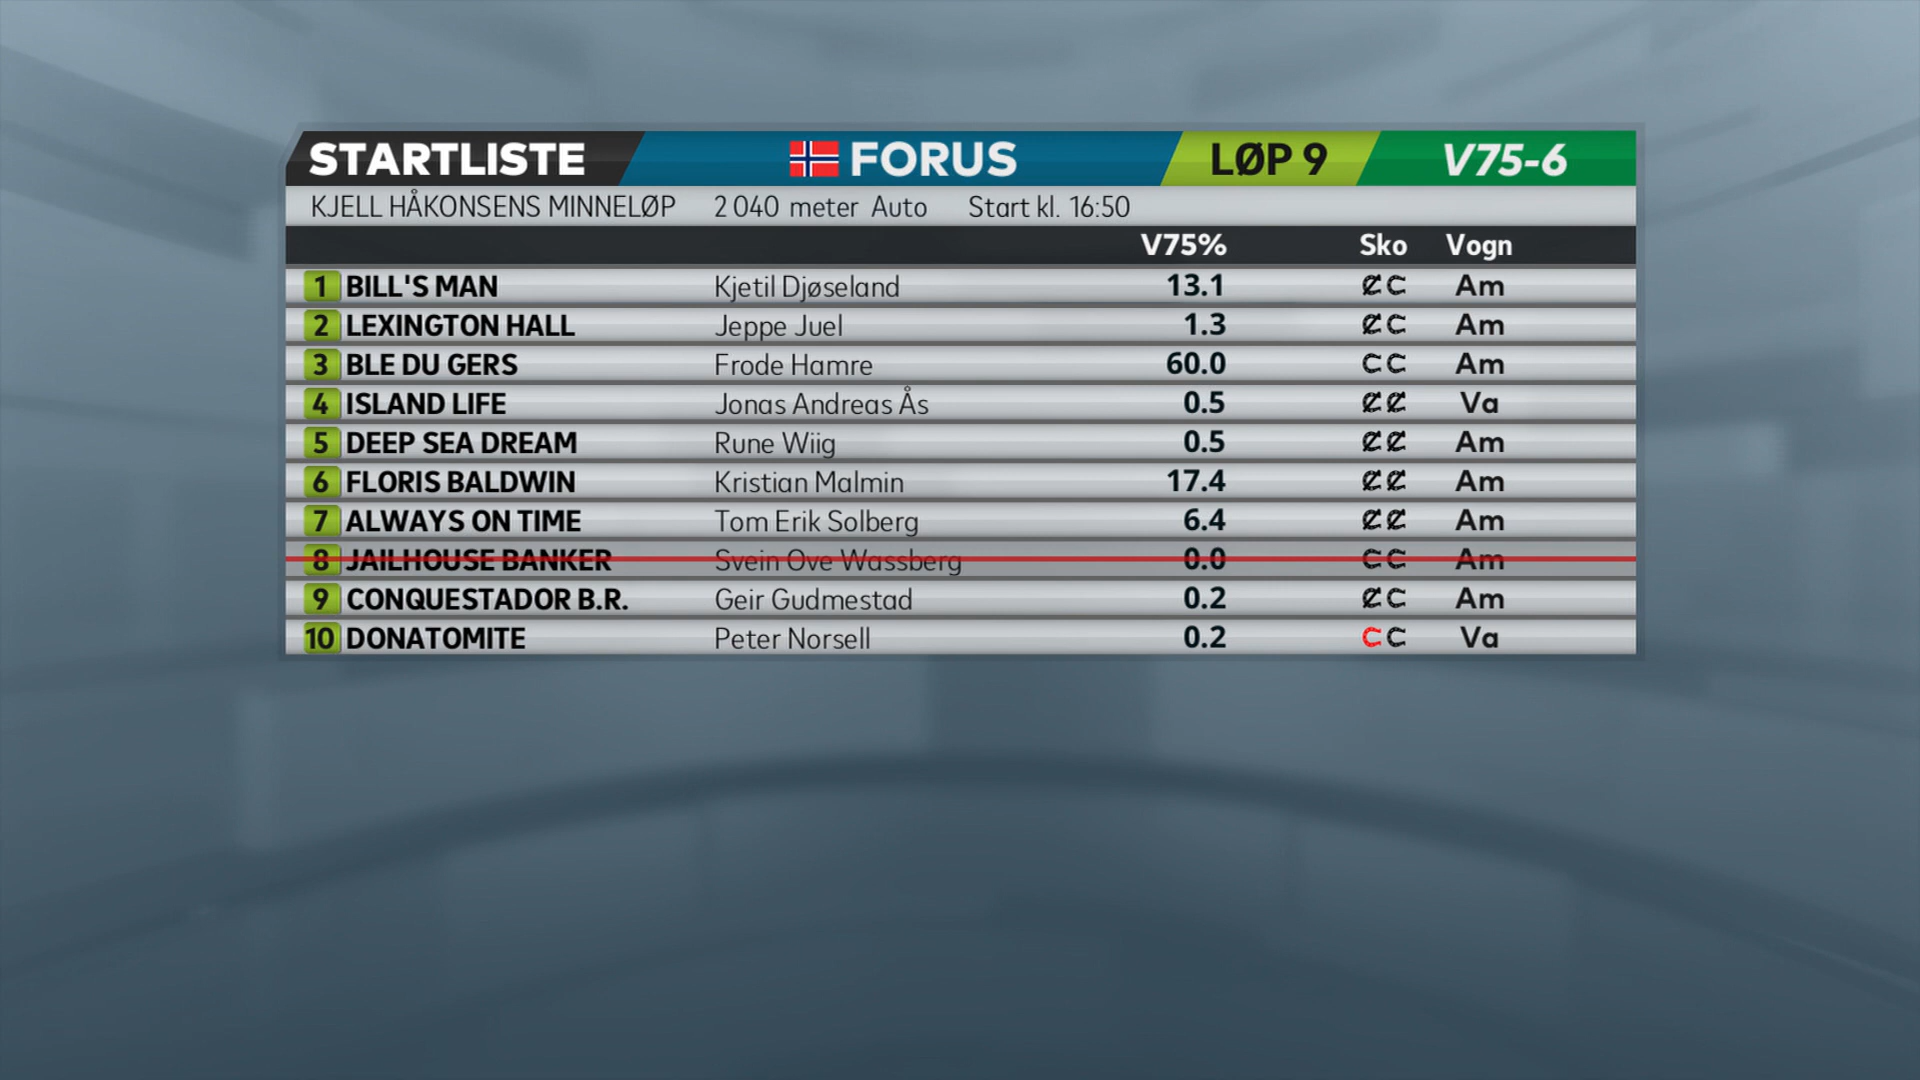 STARTLISTE FORUS LØP 9 V75-6
KJELL HÅKONSENS MINNELØP 2 040 meter Auto Start kl. 16:50
V75% Sko Vogn
1 BILL'S MAN Kjetil Djøseland 13.1 Am
2 LEXINGTON HALL Jeppe Juel 1.3 Am
3 BLE DU GERS Frode Hamre 60.0 Am
4 ISLAND LIFE Jonas Andreas Ås 0.5 Va
5 DEEP SEA DREAM Rune Wiig 0.5 Am
6 FLORIS BALDWIN Kristian Malmin 17.4 Am
7 ALWAYS ON TIME Tom Erik Solberg 6.4 Am
8 JAILHOUSE BANKER Svein Ove Wassberg 0.0 Am
9 CONQUESTADOR B.R. Geir Gudmestad 0.2 Am
10 DONATOMITE Peter Norsell 0.2 Va